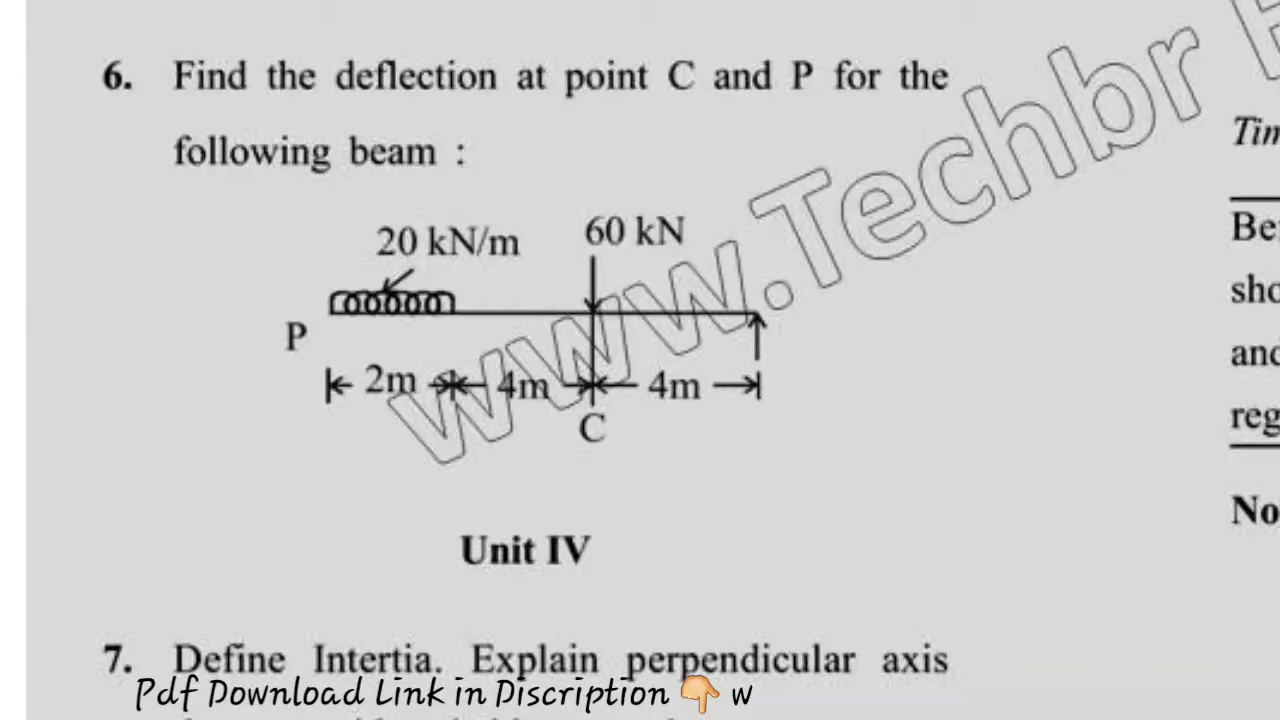 6. Find the deflection at point C and P for the
following beam :
20 kN/m
60 kN
P
2m
4m
4m
C
Unit IV
7. Define Intertia. Explain perpendicular axis
Pdf Download Link in Discription 👇🏼 w
www.Techbr
Tim
Be
sho
and
reg
No